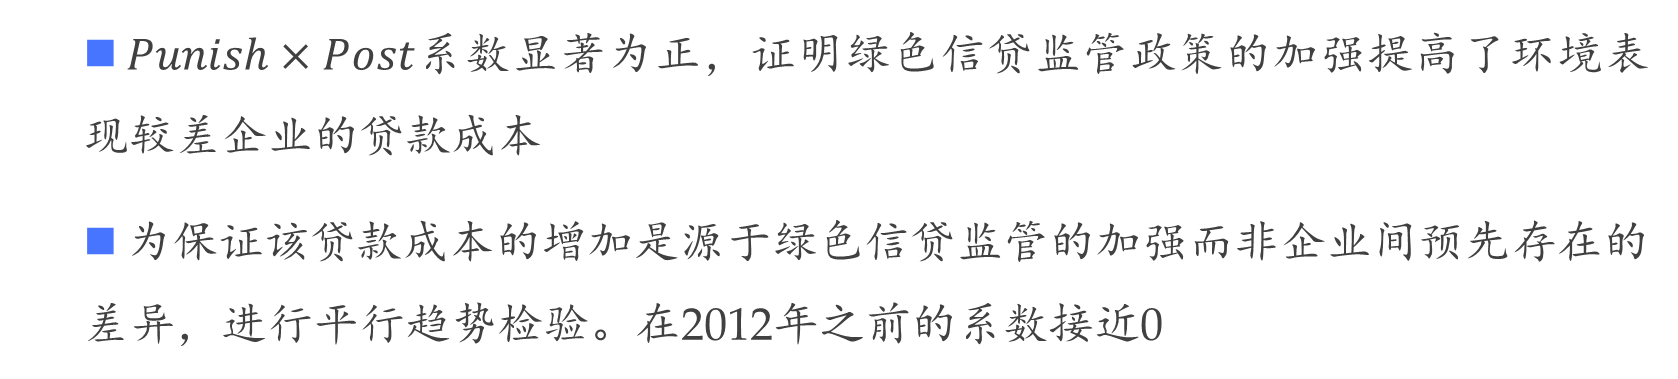 ■ Punish × Post系数显著为正，证明绿色信贷监管政策的加强提高了环境表
现较差企业的贷款成本
■ 为保证该贷款成本的增加是源于绿色信贷监管的加强而非企业间预先存在的
差异，进行平行趋势检验。在2012年之前的系数接近0